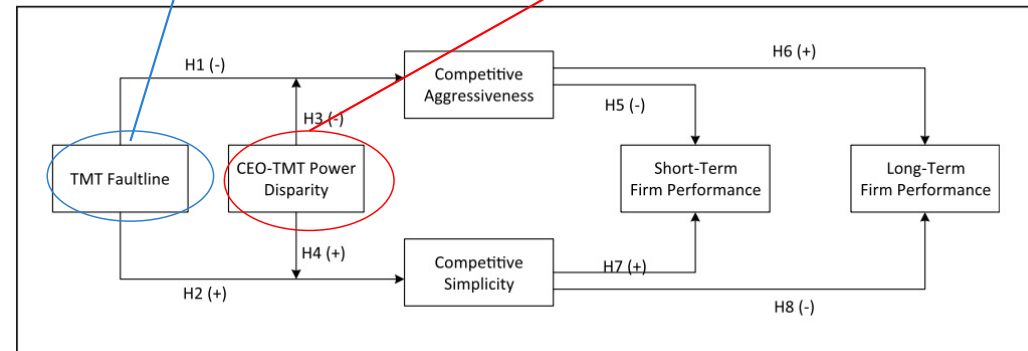 H1 (-)
H6 (+)
Competitive
Aggressiveness
H5 (-)
H3 (-)
TMT Faultline
CEO-TMT Power
Disparity
Short-Term
Firm Performance
Long-Term
Firm Performance
H4 (+)
Competitive
Simplicity
H7 (+)
H2 (+)
H8 (-)